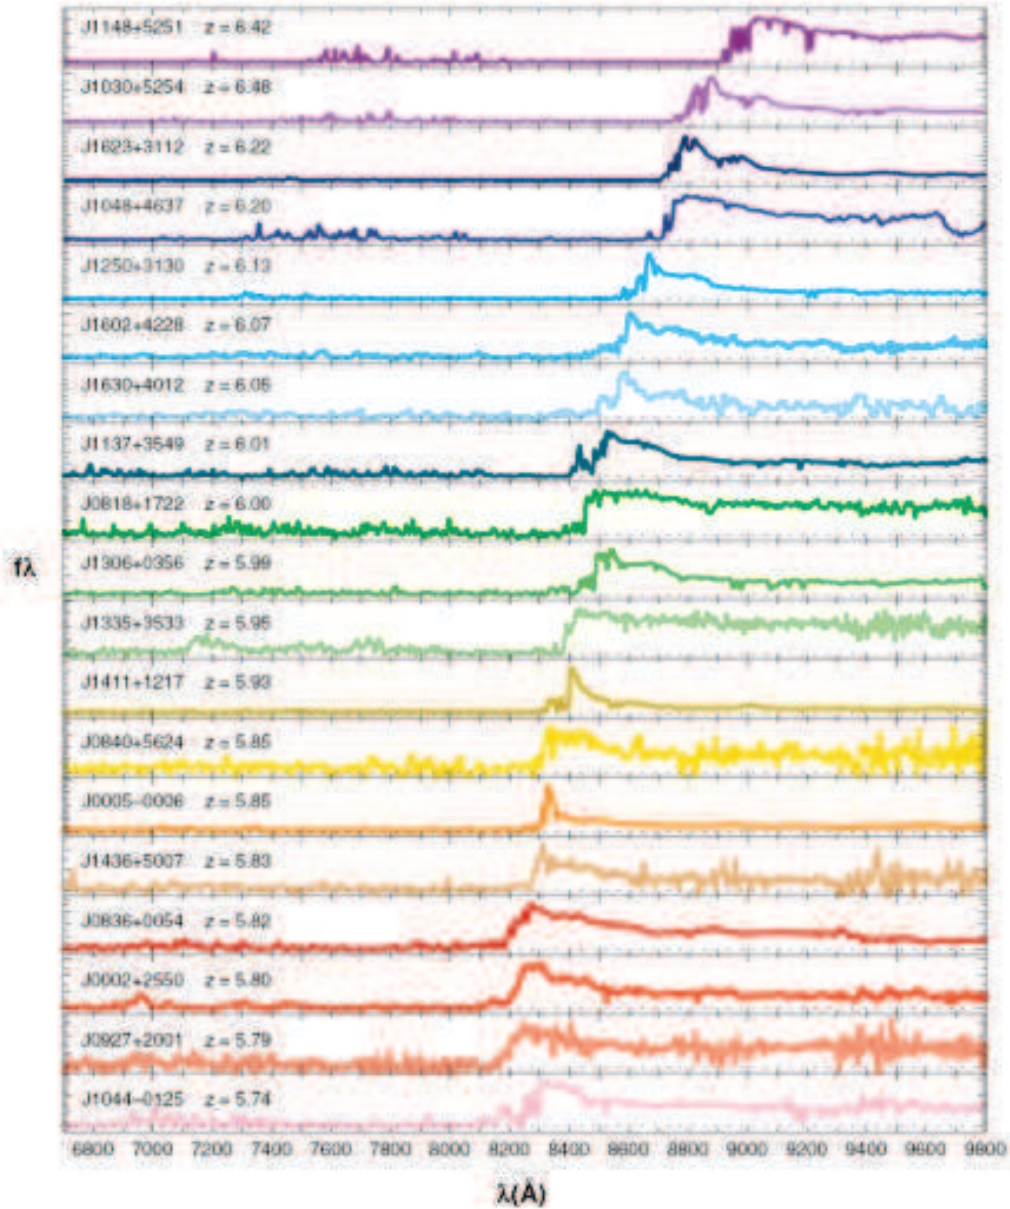 J1148+5251 z = 6.42
J1030+5254 z = 6.48
J1623+3112 z = 6.22
J1048+4637 z = 6.20
J1250+3130 z = 6.13
J1602+4228 z = 6.07
J1630+4012 z = 6.05
J1137+3549 z = 6.01
J0818+1722 z = 6.00
J1306+0356 z = 5.99
J1335+3533 z = 5.95
J1411+1217 z = 5.93
J0840+5624 z = 5.85
J0005-0006 z = 5.85
J1436+5007 z = 5.83
J0836+0054 z = 5.82
J0002+2550 z = 5.80
J0927+2001 z = 5.79
J1044-0125 z = 5.74
fλ
6800 7000 7200 7400 7600 7800 8000 8200 8400 8600 8800 9000 9200 9400 9600 9800
λ(Å)